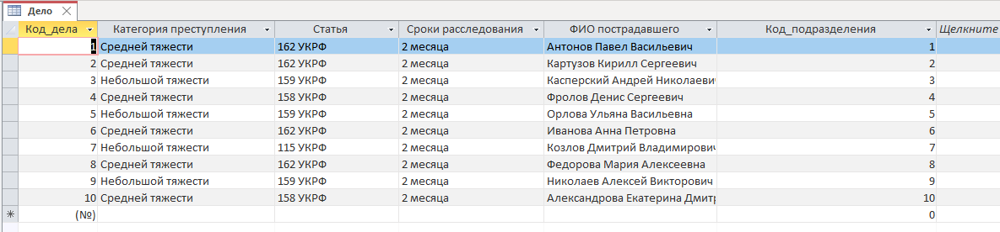 Дело
Код_дела Категория преступления Статья Сроки расследования ФИО пострадавшего Код_подразделения Щелкните
1 Средней тяжести 162 УКРФ 2 месяца Антонов Павел Васильевич 1
2 Средней тяжести 162 УКРФ 2 месяца Картузов Кирилл Сергеевич 2
3 Небольшой тяжести 159 УКРФ 2 месяца Касперский Андрей Николаеви 3
4 Средней тяжести 158 УКРФ 2 месяца Фролов Денис Сергеевич 4
5 Небольшой тяжести 159 УКРФ 2 месяца Орлова Ульяна Васильевна 5
6 Средней тяжести 162 УКРФ 2 месяца Иванова Анна Петровна 6
7 Небольшой тяжести 115 УКРФ 2 месяца Козлов Дмитрий Владимирович 7
8 Средней тяжести 162 УКРФ 2 месяца Федорова Мария Алексеевна 8
9 Небольшой тяжести 159 УКРФ 2 месяца Николаев Алексей Викторович 9
10 Средней тяжести 158 УКРФ 2 месяца Александрова Екатерина Дмит 10
(№) 0